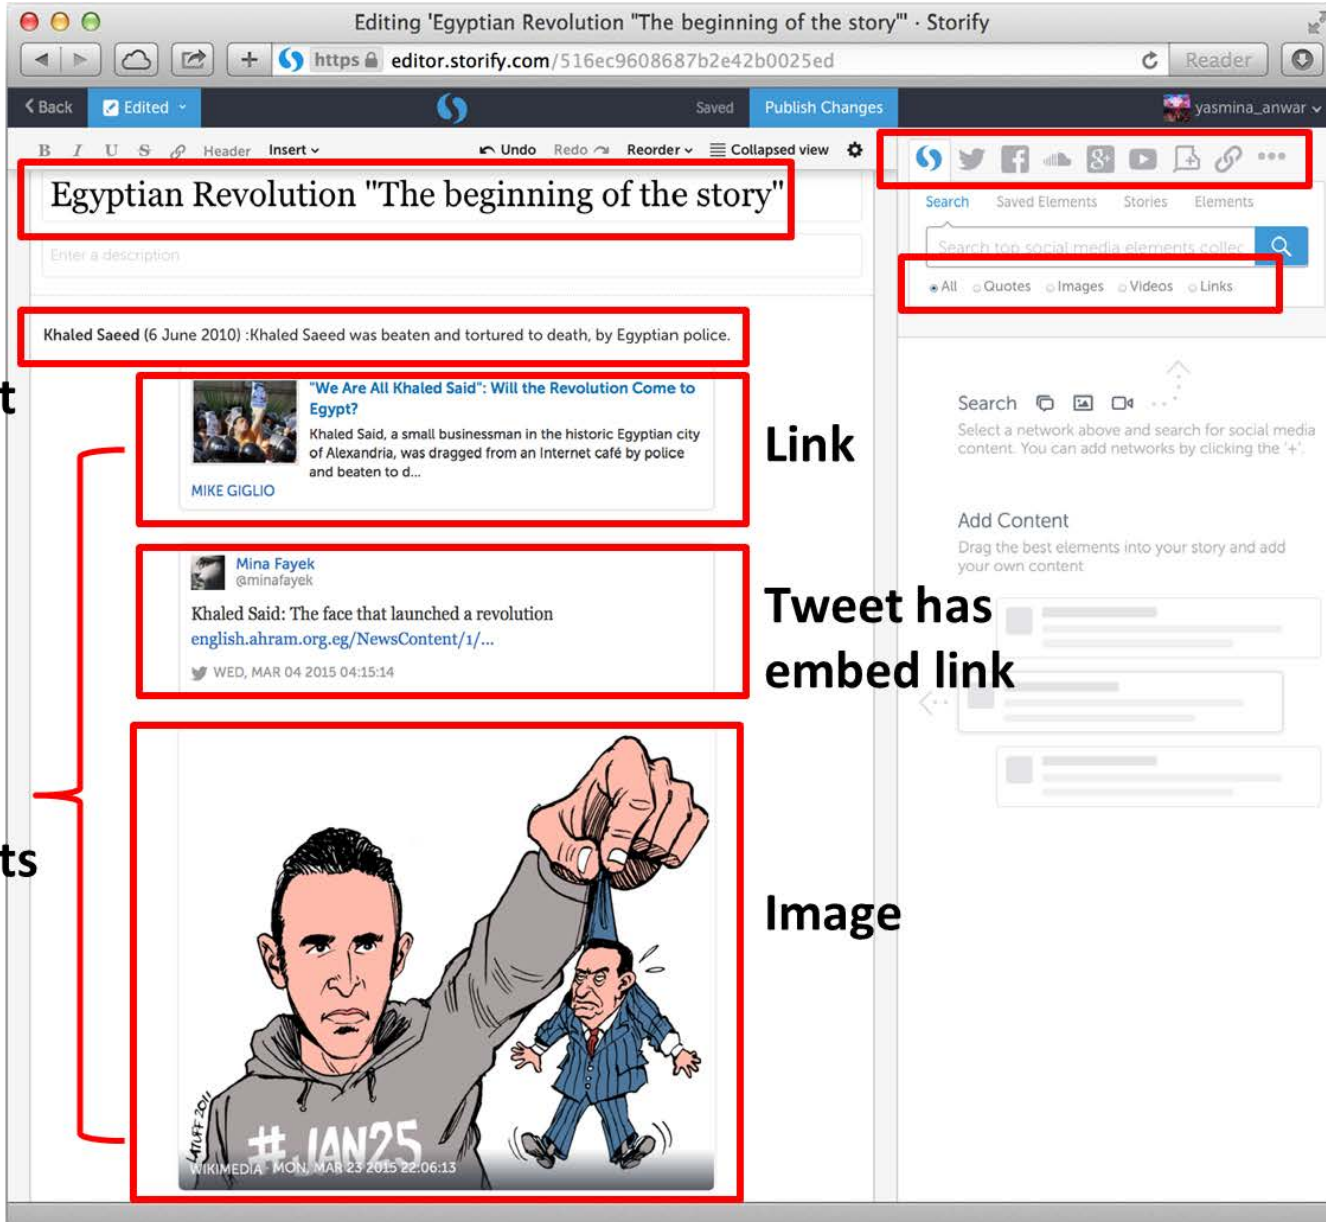 Editing 'Egyptian Revolution "The beginning of the story"' · Storify
https editor.storify.com/516ec9608687b2e42b0025ed
Reader
Back Edited Saved Publish Changes yasmina_anwar
B I U S Header Insert Undo Redo Reorder Collapsed view
Egyptian Revolution "The beginning of the story"
Enter a description
Search Saved Elements Stories Elements
Search top social media elements collec
All Quotes Images Videos Links
Khaled Saeed (6 June 2010) :Khaled Saeed was beaten and tortured to death, by Egyptian police.
t
"We Are All Khaled Said": Will the Revolution Come to
Egypt?
Khaled Said, a small businessman in the historic Egyptian city
of Alexandria, was dragged from an Internet café by police
and beaten to d...
MIKE GIGLIO
Link
Mina Fayek
@minafayek
Khaled Said: The face that launched a revolution
english.ahram.org.eg/NewsContent/1/...
WED, MAR 04 2015 04:15:14
Tweet has
embed link
ts
LATUFF 2011
#JAN25
WIKIMEDIA · MON, MAR 23 2015 22:06:13
Image
Search
Select a network above and search for social media
content. You can add networks by clicking the '+'.
Add Content
Drag the best elements into your story and add
your own content